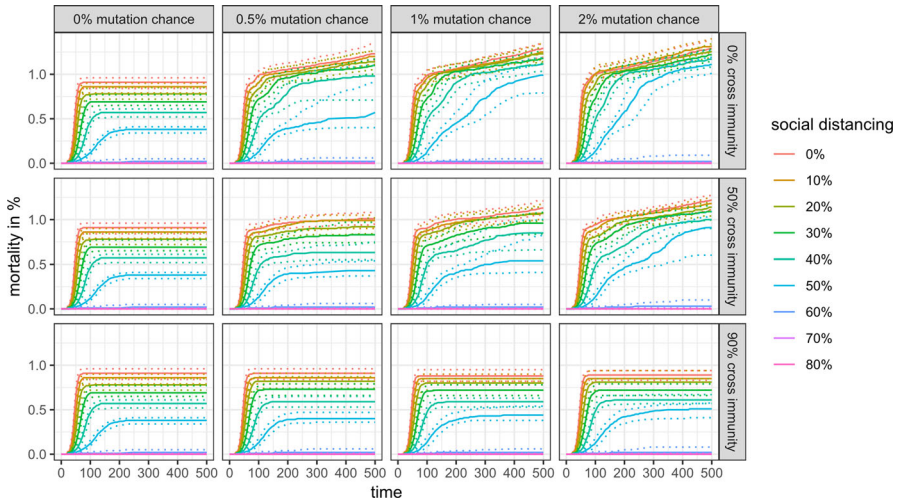 0% mutation chance
0.5% mutation chance
1% mutation chance
2% mutation chance
1.0
0.5
0.0
0% cross immunity
1.0
0.5
0.0
50% cross immunity
1.0
0.5
0.0
90% cross immunity
mortality in %
0 100 200 300 400 500
0 100 200 300 400 500
0 100 200 300 400 500
0 100 200 300 400 500
time
social distancing
0%
10%
20%
30%
40%
50%
60%
70%
80%